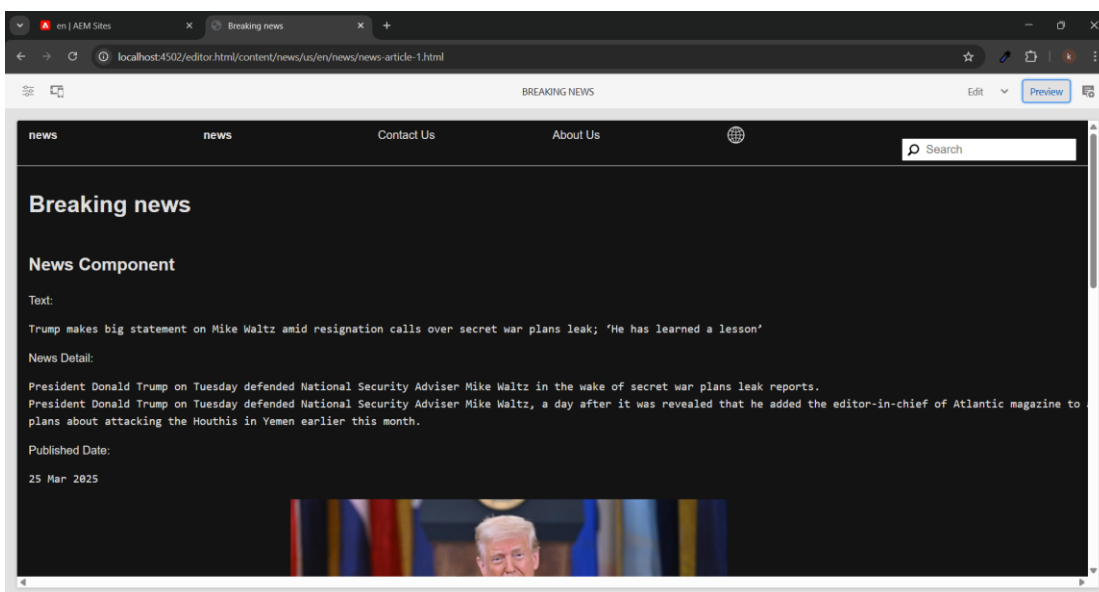 en | AEM Sites
Breaking news
localhost:4502/editor.html/content/news/us/en/news/news-article-1.html
k
BREAKING NEWS
Edit
Preview
news
news
Contact Us
About Us
Search
Breaking news
News Component
Text:
Trump makes big statement on Mike Waltz amid resignation calls over secret war plans leak; ‘He has learned a lesson’
News Detail:
President Donald Trump on Tuesday defended National Security Adviser Mike Waltz in the wake of secret war plans leak reports.
President Donald Trump on Tuesday defended National Security Adviser Mike Waltz, a day after it was revealed that he added the editor-in-chief of Atlantic magazine to
plans about attacking the Houthis in Yemen earlier this month.
Published Date:
25 Mar 2025